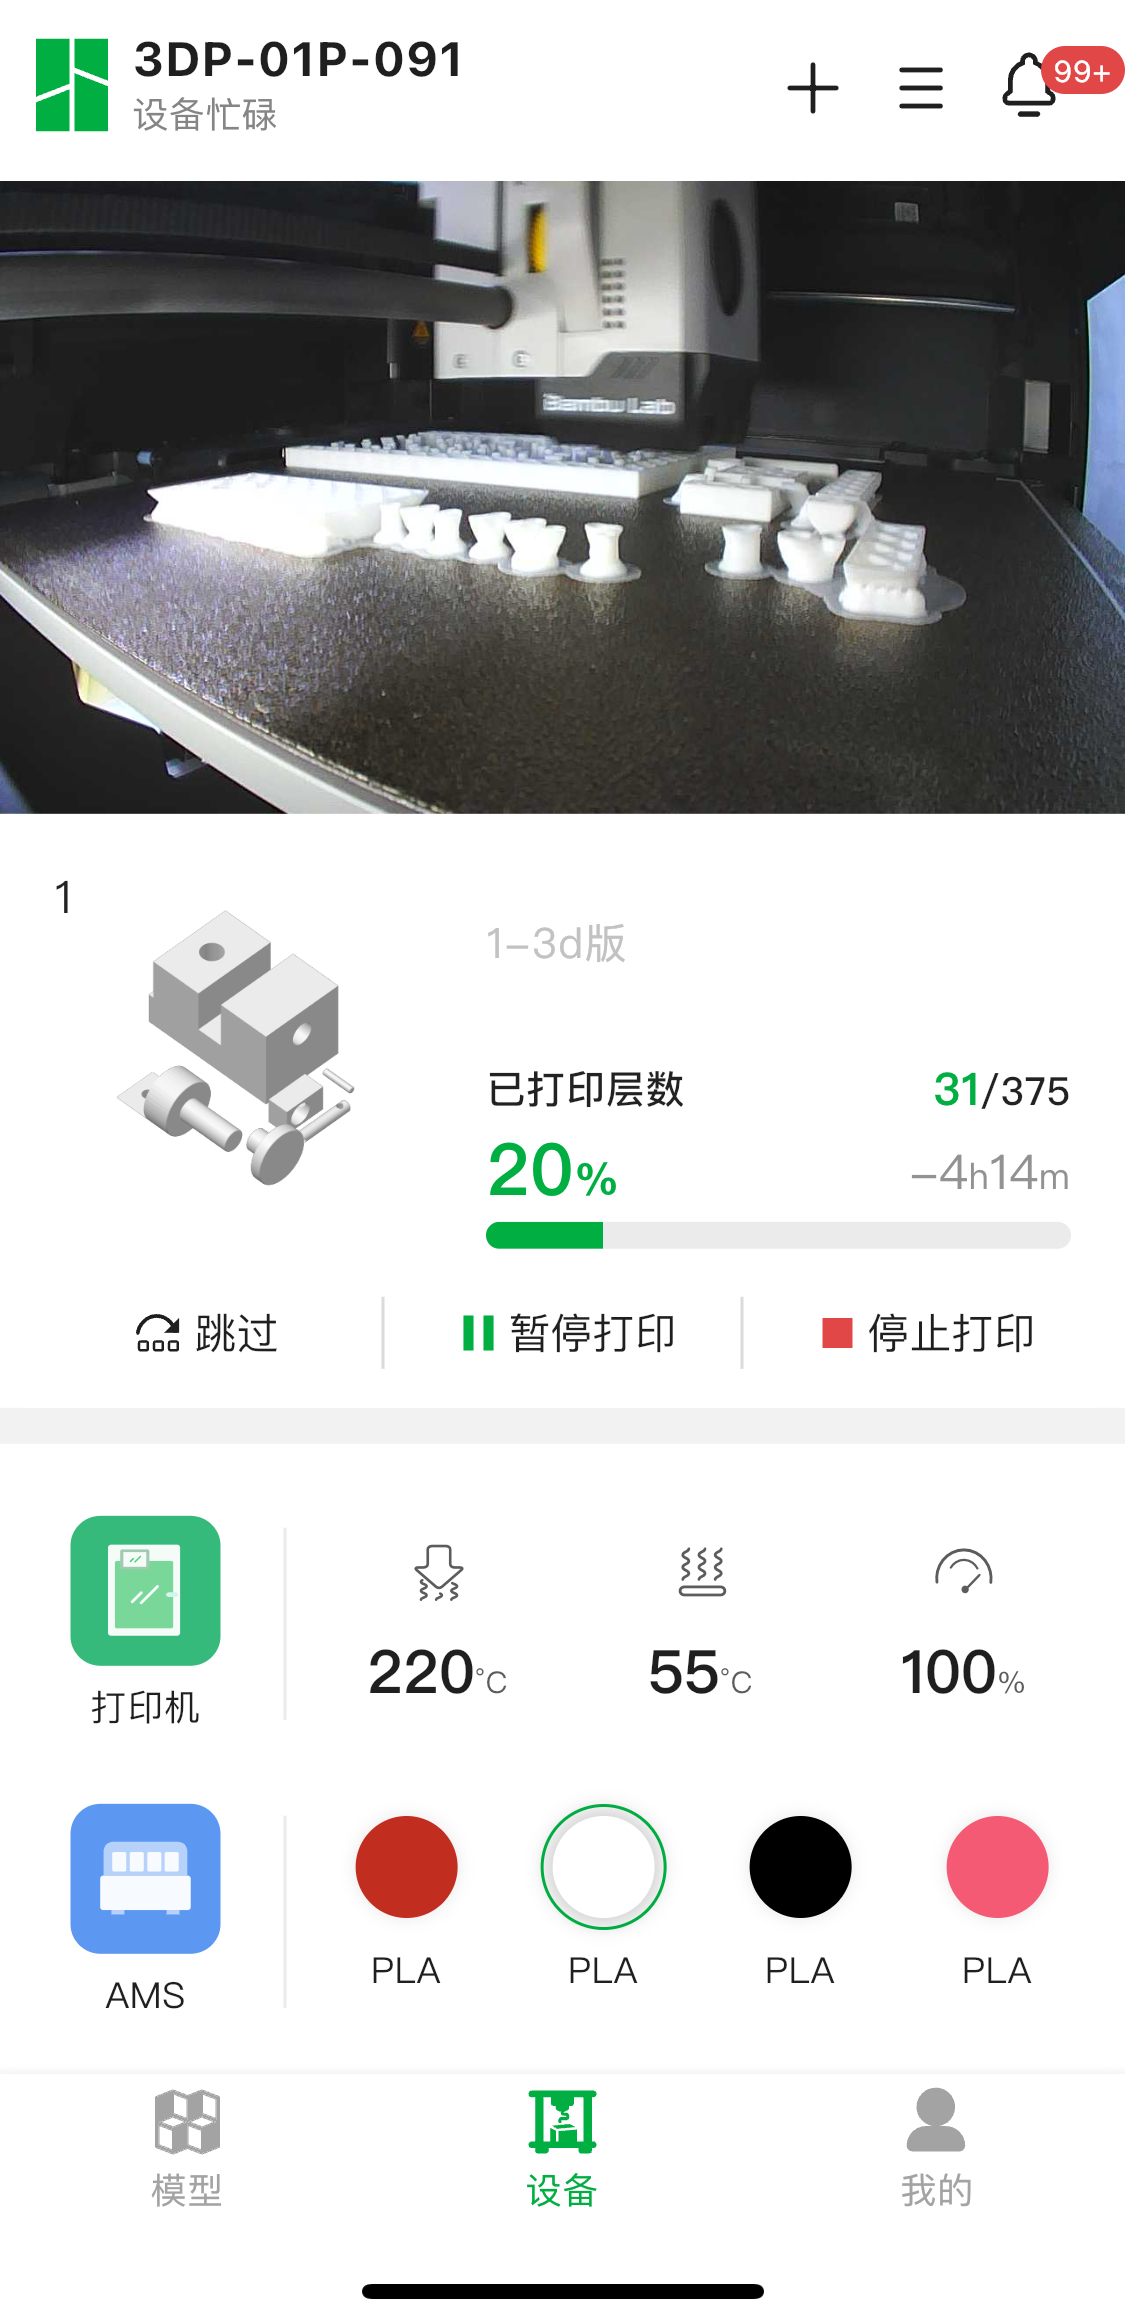 3DP-01P-091
设备忙碌
99+
Bambu Lab
1
1-3d版
已打印层数 31/375
20% -4h14m
跳过 暂停打印 停止打印
220°C 55°C 100%
打印机
PLA PLA PLA PLA
AMS
模型 设备 我的